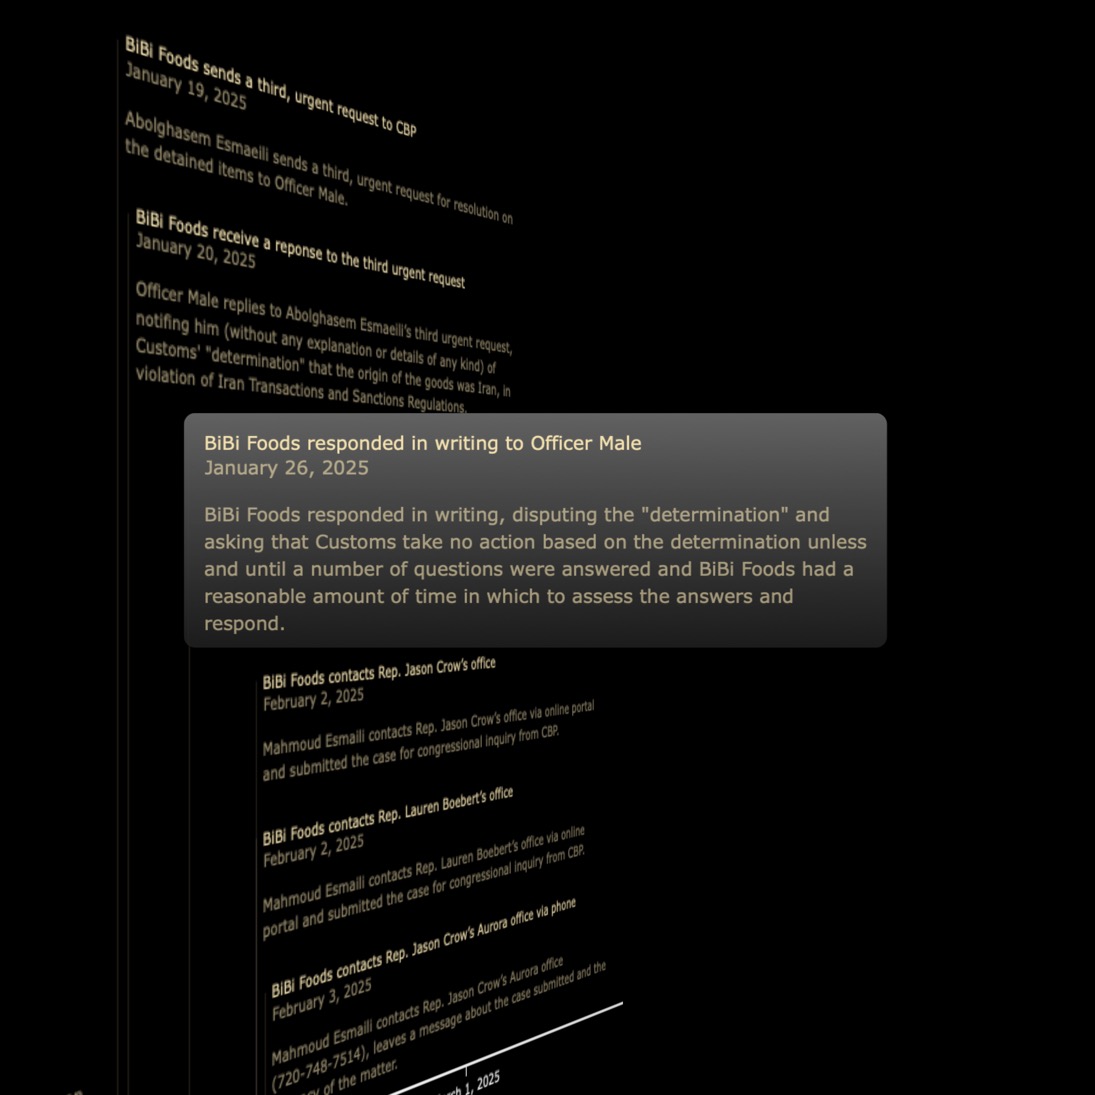 BiBi Foods sends a third, urgent request to CBP
January 19, 2025
Abolghasem Esmaeili sends a third, urgent request for resolution on
the detained items to Officer Male.
BiBi Foods receive a reponse to the third urgent request
January 20, 2025
Officer Male replies to Abolghasem Esmaeili's third urgent request,
notifing him (without any explanation or details of any kind) of
Customs' "determination" that the origin of the goods was Iran, in
violation of Iran Transactions and Sanctions Regulations.
BiBi Foods responded in writing to Officer Male
January 26, 2025
BiBi Foods responded in writing, disputing the "determination" and
asking that Customs take no action based on the determination unless
and until a number of questions were answered and BiBi Foods had a
reasonable amount of time in which to assess the answers and
respond.
BiBi Foods contacts Rep. Jason Crow's office
February 2, 2025
Mahmoud Esmaili contacts Rep. Jason Crow's office via online portal
and submitted the case for congressional inquiry from CBP.
BiBi Foods contacts Rep. Lauren Boebert's office
February 2, 2025
Mahmoud Esmaili contacts Rep. Lauren Boebert's office via online
portal and submitted the case for congressional inquiry from CBP.
BiBi Foods contacts Rep. Jason Crow's Aurora office via phone
February 3, 2025
Mahmoud Esmaili contacts Rep. Jason Crow's Aurora office
(720-748-7514), leaves a message about the case submitted and the
of the matter.
1, 2025